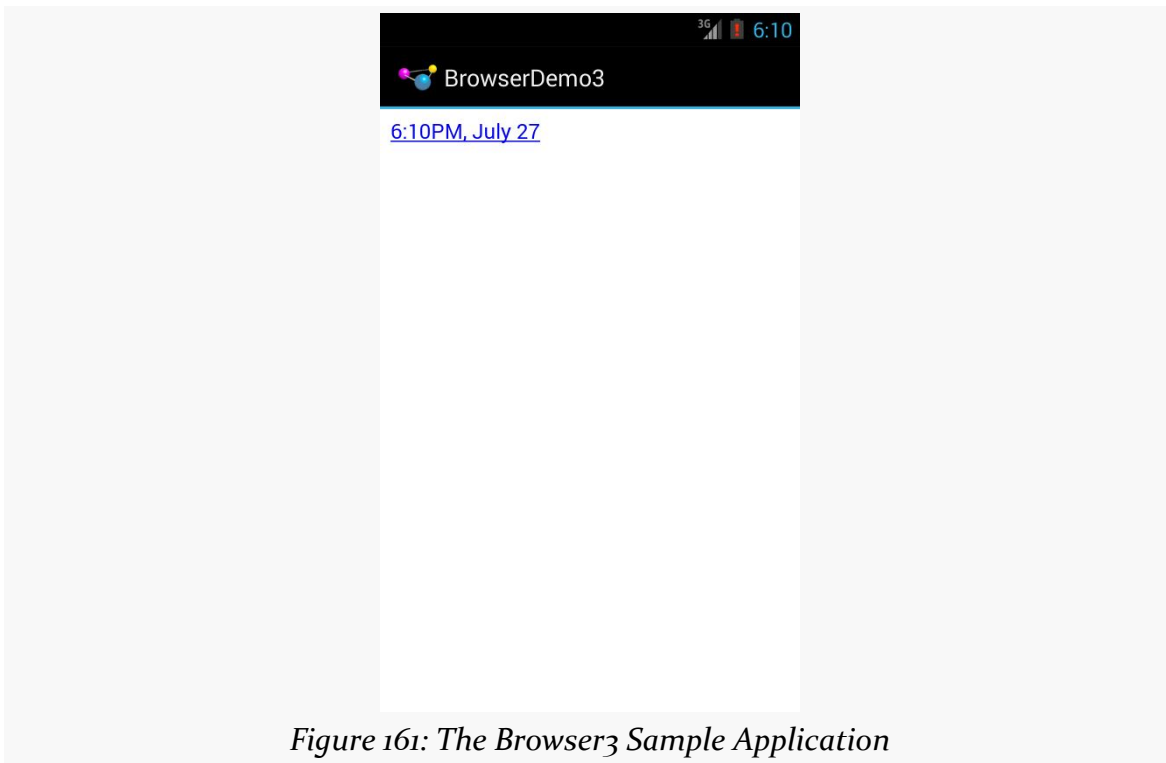 3G 6:10
BrowserDemo3
6:10PM, July 27
Figure 161: The Browser3 Sample Application